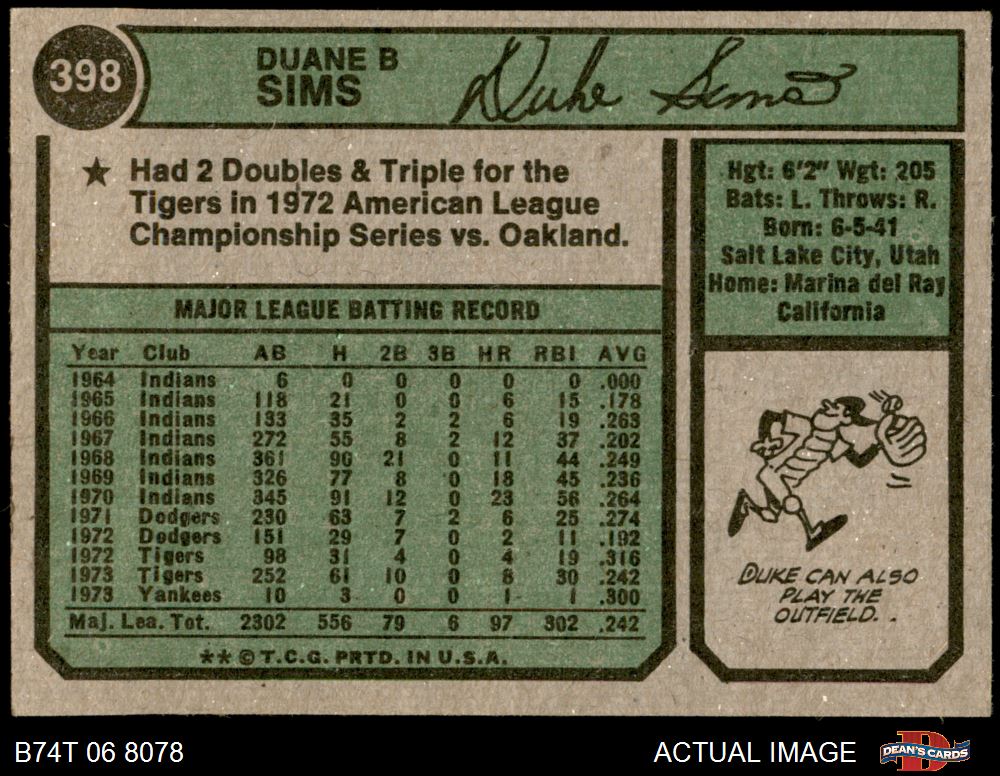 398
DUANE B
SIMS
Duke Sims
★ Had 2 Doubles & Triple for the
Tigers in 1972 American League
Championship Series vs. Oakland.
Hgt: 6'2" Wgt: 205
Bats: L. Throws: R.
Born: 6-5-41
Salt Lake City, Utah
Home: Marina del Ray
California
MAJOR LEAGUE BATTING RECORD
Year Club AB H 2B 3B HR RBI AVG
1964 Indians 6 0 0 0 0 0 .000
1965 Indians 118 21 0 0 6 15 .178
1966 Indians 133 35 2 2 6 19 .263
1967 Indians 272 55 8 2 12 37 .202
1968 Indians 361 90 21 0 11 44 .249
1969 Indians 326 77 8 0 18 45 .236
1970 Indians 345 91 12 0 23 56 .264
1971 Dodgers 230 63 7 2 6 25 .274
1972 Dodgers 151 29 7 0 2 11 .192
1972 Tigers 98 31 4 0 4 19 .316
1973 Tigers 252 61 10 0 8 30 .242
1973 Yankees 10 3 0 0 1 1 .300
Maj. Lea. Tot. 2302 556 79 6 97 302 .242
**©T.C.G. PRTD. IN U.S.A.
DUKE CAN ALSO
PLAY THE
OUTFIELD. .
B74T 06 8078
ACTUAL IMAGE
DEAN'S CARDS